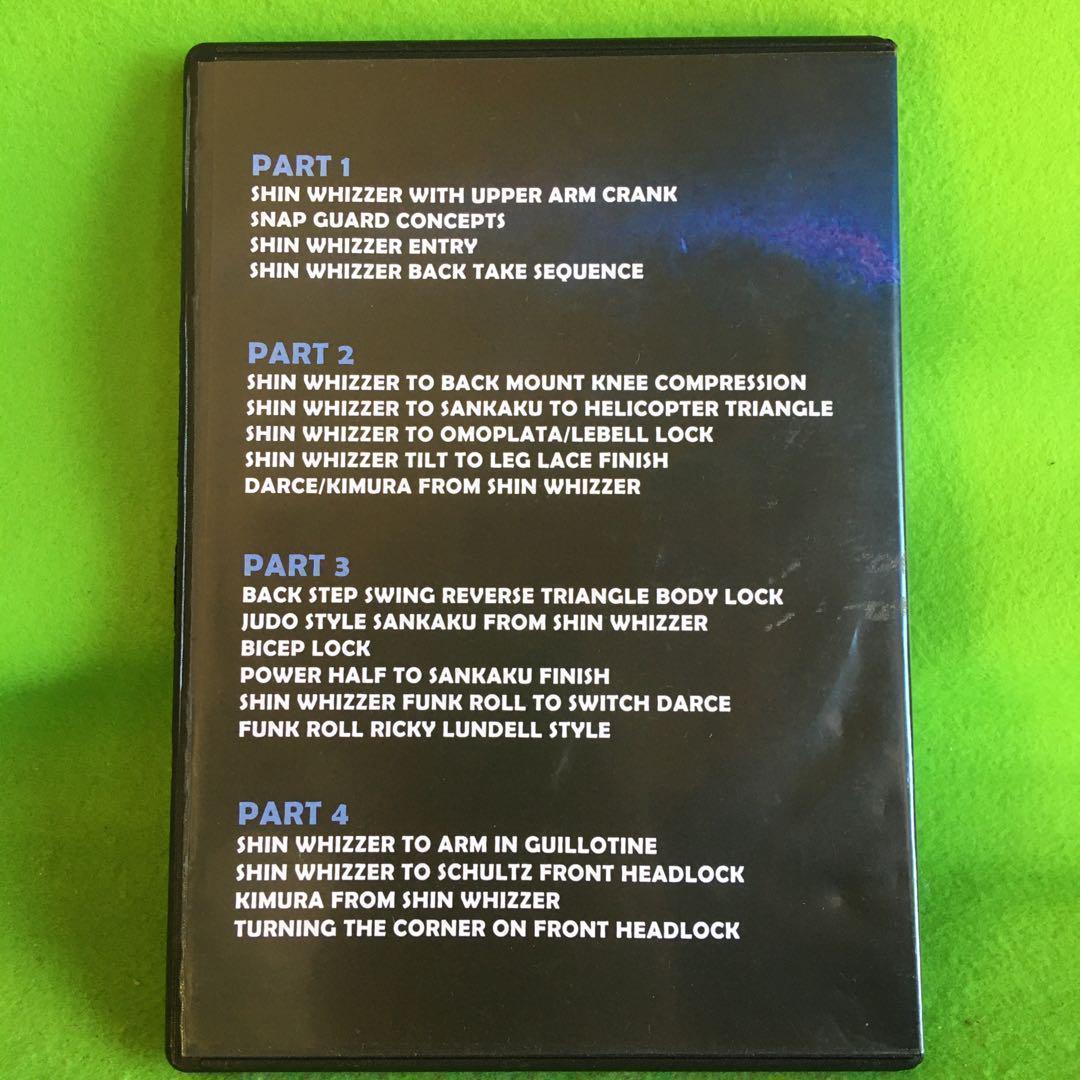 PART 1
SHIN WHIZZER WITH UPPER ARM CRANK
SNAP GUARD CONCEPTS
SHIN WHIZZER ENTRY
SHIN WHIZZER BACK TAKE SEQUENCE
PART 2
SHIN WHIZZER TO BACK MOUNT KNEE COMPRESSION
SHIN WHIZZER TO SANKAKU TO HELICOPTER TRIANGLE
SHIN WHIZZER TO OMOPLATA/LEBELL LOCK
SHIN WHIZZER TILT TO LEG LACE FINISH
DARCE/KIMURA FROM SHIN WHIZZER
PART 3
BACK STEP SWING REVERSE TRIANGLE BODY LOCK
JUDO STYLE SANKAKU FROM SHIN WHIZZER
BICEP LOCK
POWER HALF TO SANKAKU FINISH
SHIN WHIZZER FUNK ROLL TO SWITCH DARCE
FUNK ROLL RICKY LUNDELL STYLE
PART 4
SHIN WHIZZER TO ARM IN GUILLOTINE
SHIN WHIZZER TO SCHULTZ FRONT HEADLOCK
KIMURA FROM SHIN WHIZZER
TURNING THE CORNER ON FRONT HEADLOCK